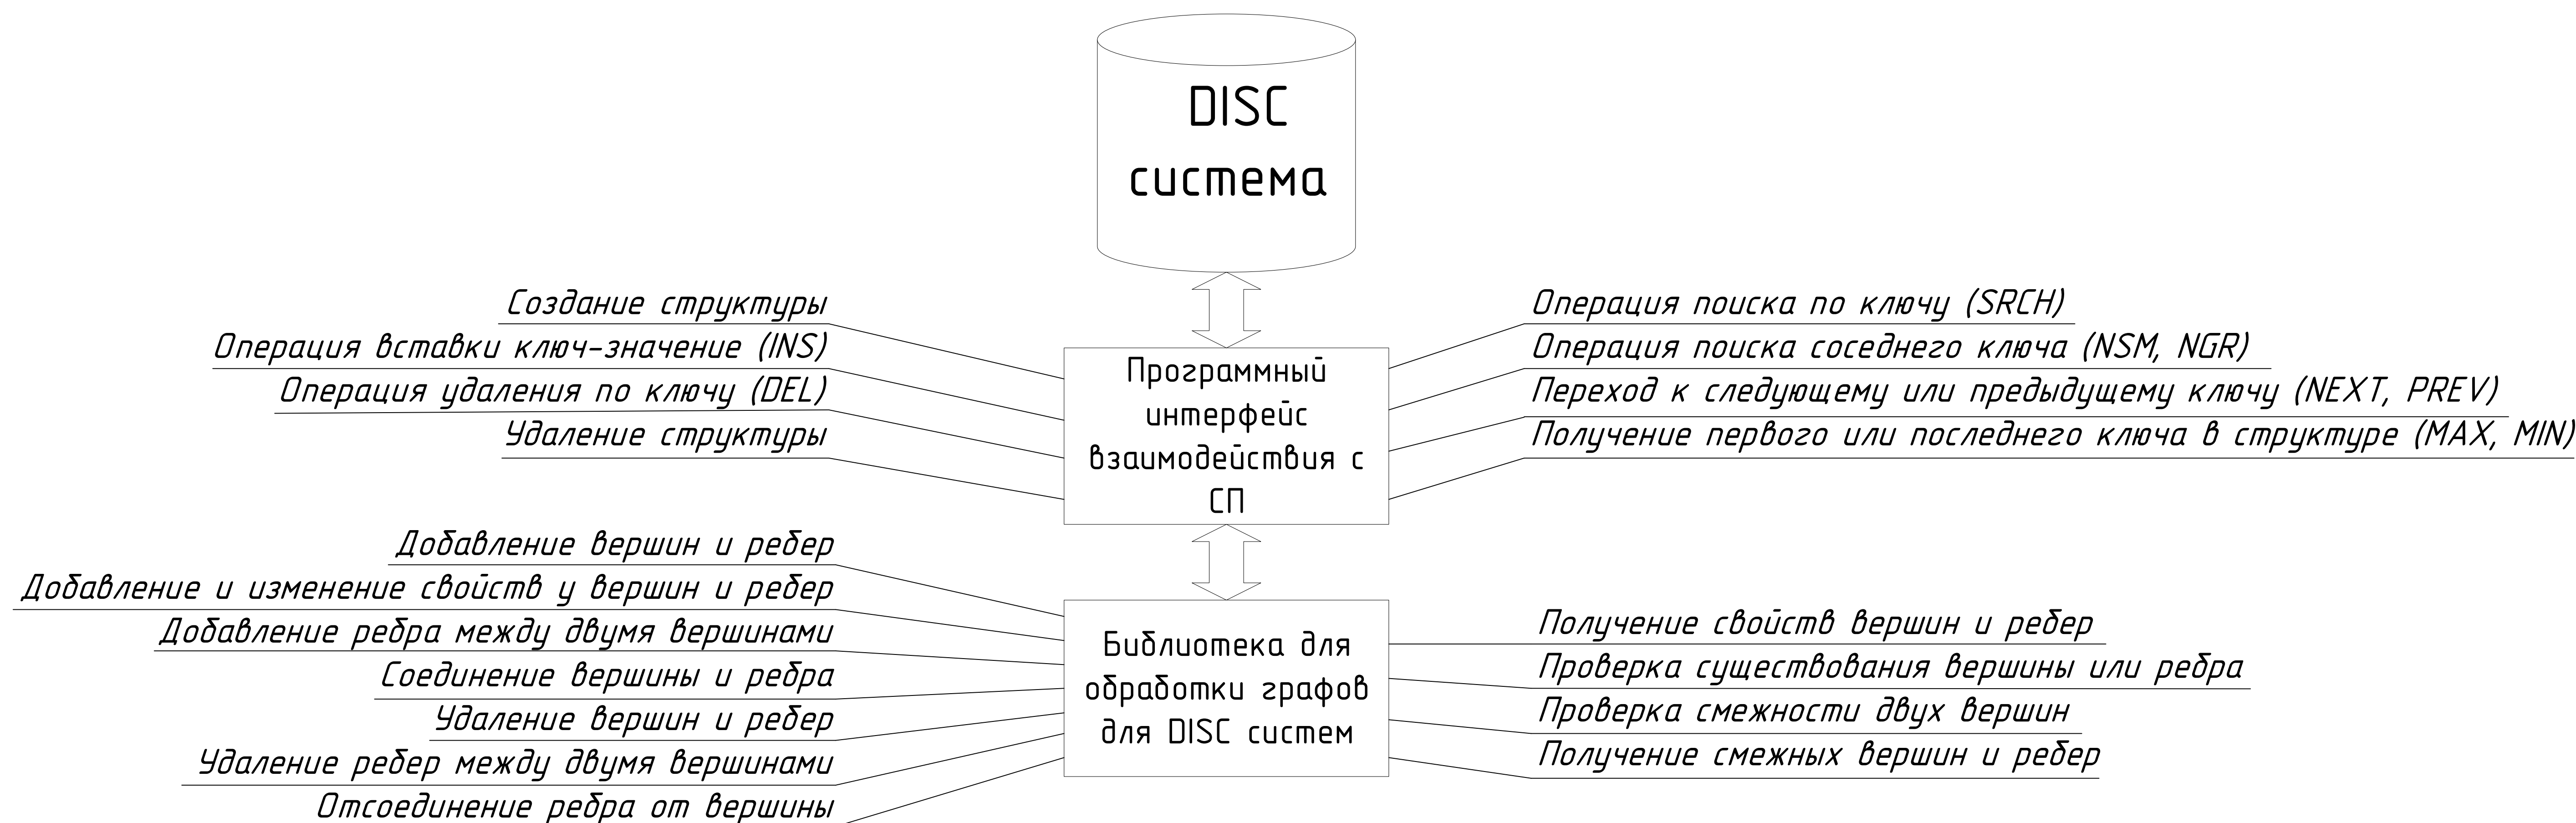 DISC
система
Создание структуры
Операция вставки ключ-значение (INS)
Операция удаления по ключу (DEL)
Удаление структуры
Программный
интерфейс
взаимодействия с
СП
Операция поиска по ключу (SRCH)
Операция поиска соседнего ключа (NSM, NGR)
Переход к следующему или предыдущему ключу (NEXT, PREV)
Получение первого или последнего ключа в структуре (MAX, MIN)
Добавление вершин и ребер
Добавление и изменение свойств у вершин и ребер
Добавление ребра между двумя вершинами
Соединение вершины и ребра
Удаление вершин и ребер
Удаление ребер между двумя вершинами
Отсоединение ребра от вершины
Библиотека для
обработки графов
для DISC систем
Получение свойств вершин и ребер
Проверка существования вершины или ребра
Проверка смежности двух вершин
Получение смежных вершин и ребер